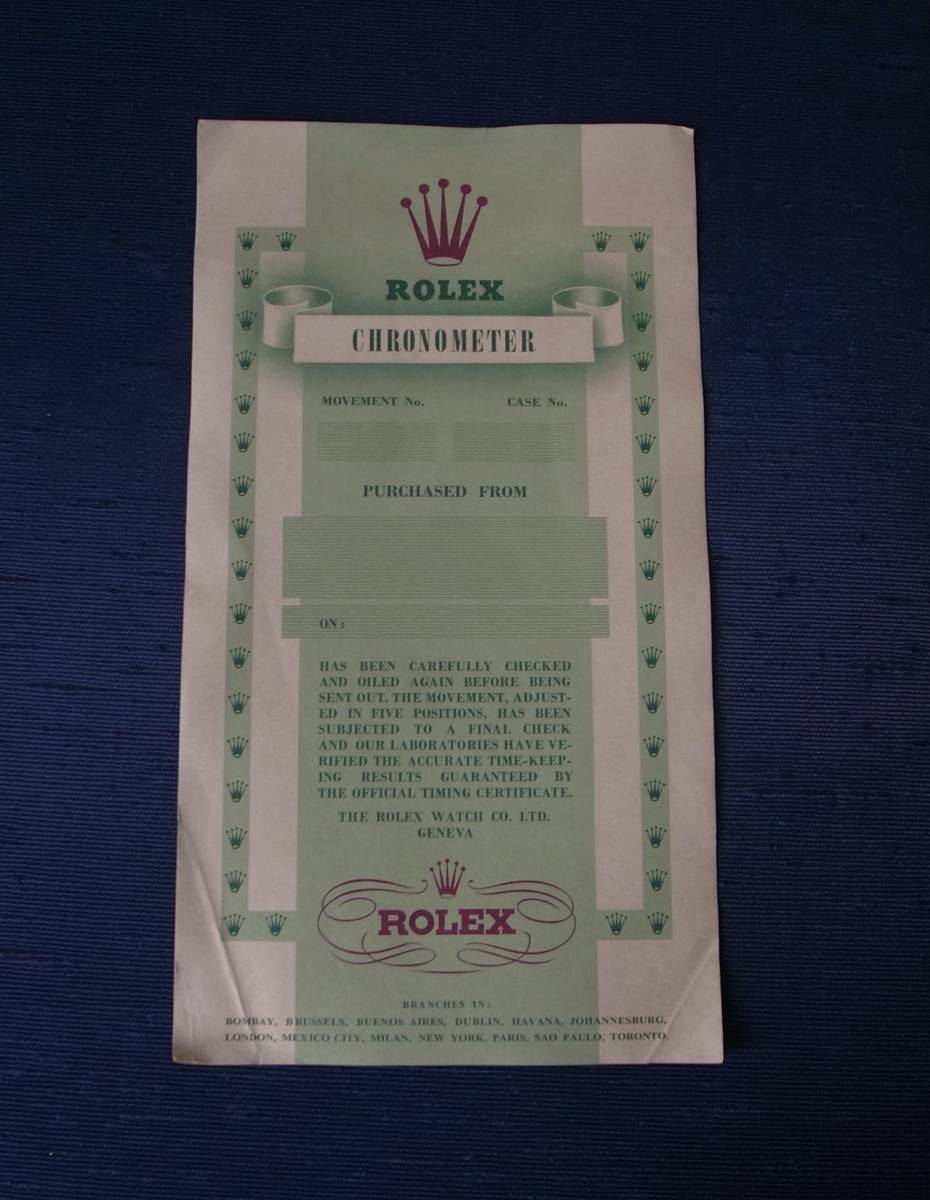 ROLEX
CHRONOMETER
MOVEMENT No. CASE No.
PURCHASED FROM
ON:
HAS BEEN CAREFULLY CHECKED
AND OILED AGAIN BEFORE BEING
SENT OUT. THE MOVEMENT, ADJUST-
ED IN FIVE POSITIONS, HAS BEEN
SUBJECTED TO A FINAL CHECK
AND OUR LABORATORIES HAVE VE-
RIFIED THE ACCURATE TIME-KEEP-
ING RESULTS GUARANTEED BY
THE OFFICIAL TIMING CERTIFICATE.
THE ROLEX WATCH CO. LTD.
GENEVA
ROLEX
BRANCHES IN:
BOMBAY, BRUSSELS, BUENOS AIRES, DUBLIN, HAVANA, JOHANNESBURG,
LONDON, MEXICO CITY, MILAN, NEW YORK, PARIS, SAO PAULO, TORONTO.